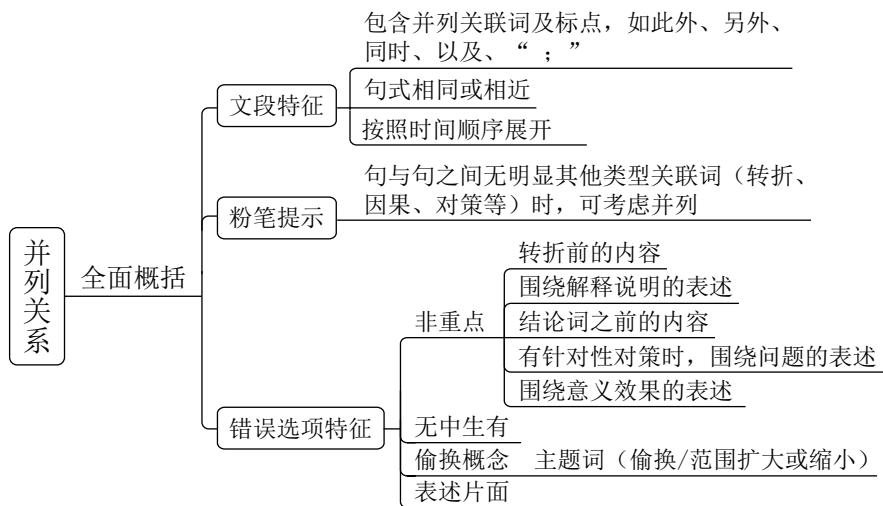 包含并列关联词及标点，如此外、另外、
同时、以及、“ ；”
文段特征
句式相同或相近
按照时间顺序展开
句与句之间无明显其他类型关联词（转折、
粉笔提示
因果、对策等）时，可考虑并列
并列关系
全面概括
转折前的内容
围绕解释说明的表述
非重点
结论词之前的内容
有针对性对策时，围绕问题的表述
围绕意义效果的表述
错误选项特征
无中生有
偷换概念 主题词（偷换/范围扩大或缩小）
表述片面